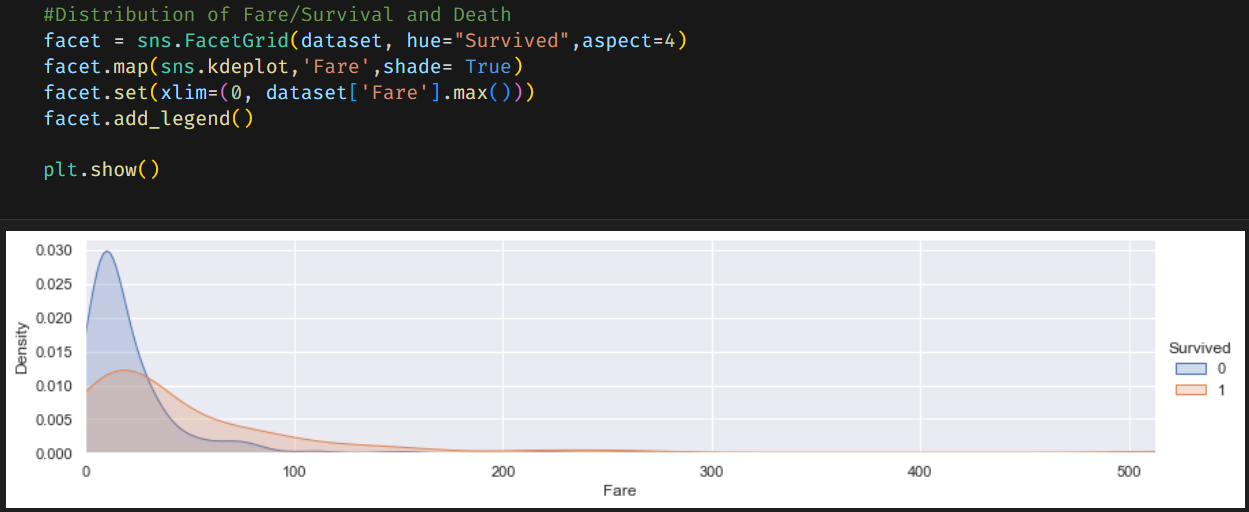 #Distribution of Fare/Survival and Death
facet = sns.FacetGrid(dataset, hue="Survived",aspect=4)
facet.map(sns.kdeplot,'Fare',shade= True)
facet.set(xlim=(0, dataset['Fare'].max()))
facet.add_legend()
plt.show()
0.030
0.025
0.020
0.015
0.010
0.005
0.000
Density
0 100 200 300 400 500
Fare
Survived
0
1